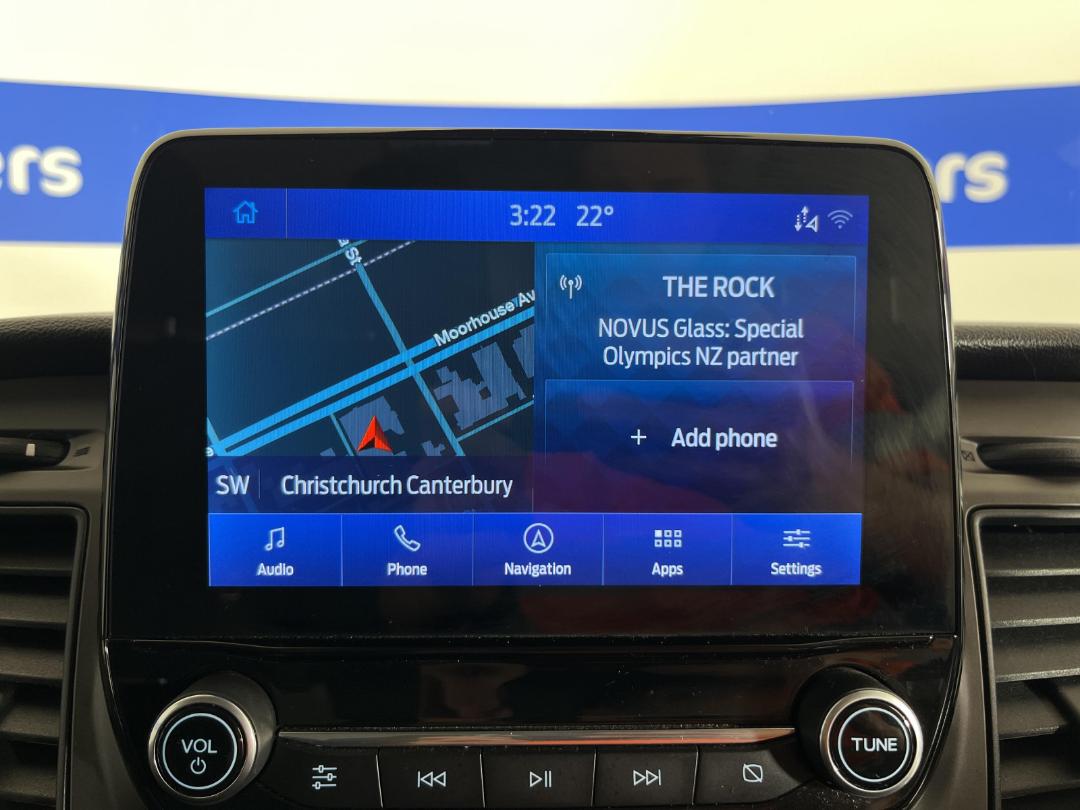 ers
ers
3:22 22°
a St
Moorhouse Av
THE ROCK
NOVUS Glass: Special
Olympics NZ partner
+ Add phone
SW Christchurch Canterbury
Audio Phone Navigation Apps Settings
VOL
TUNE